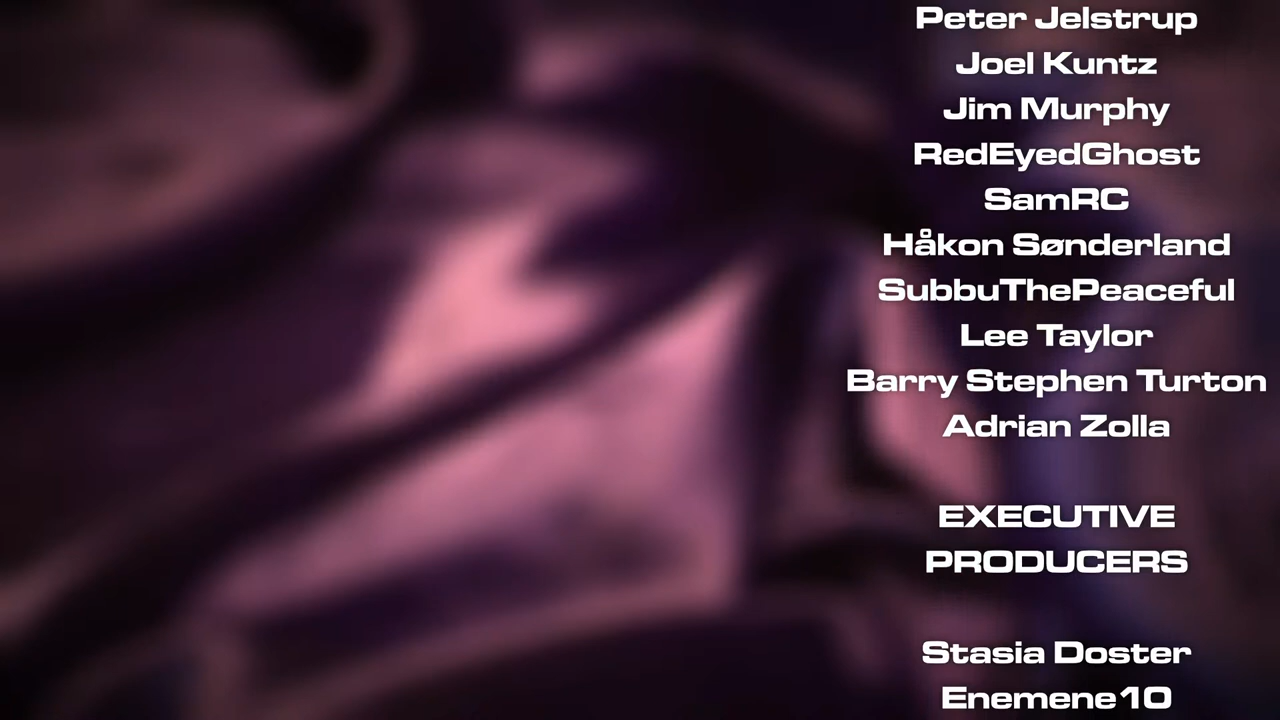 Peter Jelstrup
Joel Kuntz
Jim Murphy
RedEyedGhost
SamRC
Håkon Sønderland
SubbuThePeaceful
Lee Taylor
Barry Stephen Turton
Adrian Zolla
EXECUTIVE
PRODUCERS
Stasia Doster
Enemene10